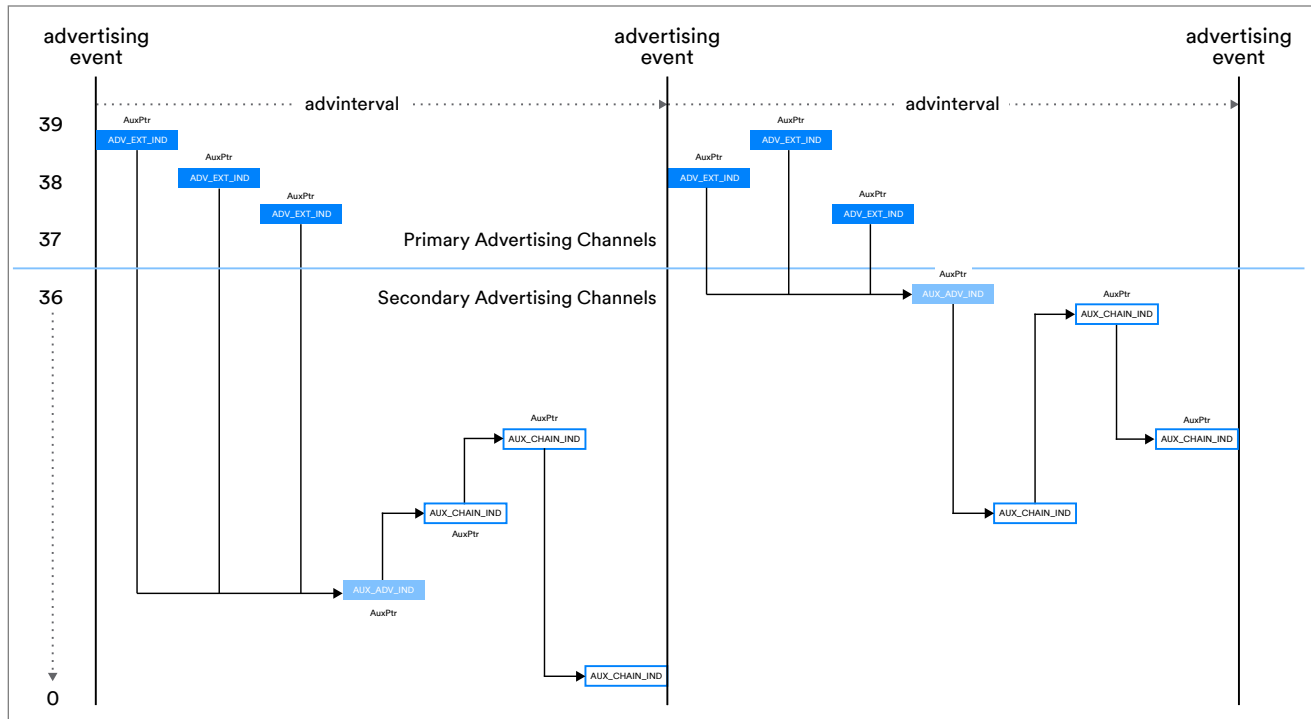 advertising
event
advertising
event
advertising
event
advinterval
advinterval
39
AuxPtr
ADV_EXT_IND
AuxPtr
ADV_EXT_IND
38
AuxPtr
ADV_EXT_IND
AuxPtr
ADV_EXT_IND
AuxPtr
ADV_EXT_IND
AuxPtr
ADV_EXT_IND
37
Primary Advertising Channels
36
Secondary Advertising Channels
AuxPtr
AUX_ADV_IND
AuxPtr
AUX_CHAIN_IND
AuxPtr
AUX_CHAIN_IND
AuxPtr
AUX_CHAIN_IND
AUX_CHAIN_IND
AuxPtr
AUX_CHAIN_IND
AUX_ADV_IND
AuxPtr
AUX_CHAIN_IND
0